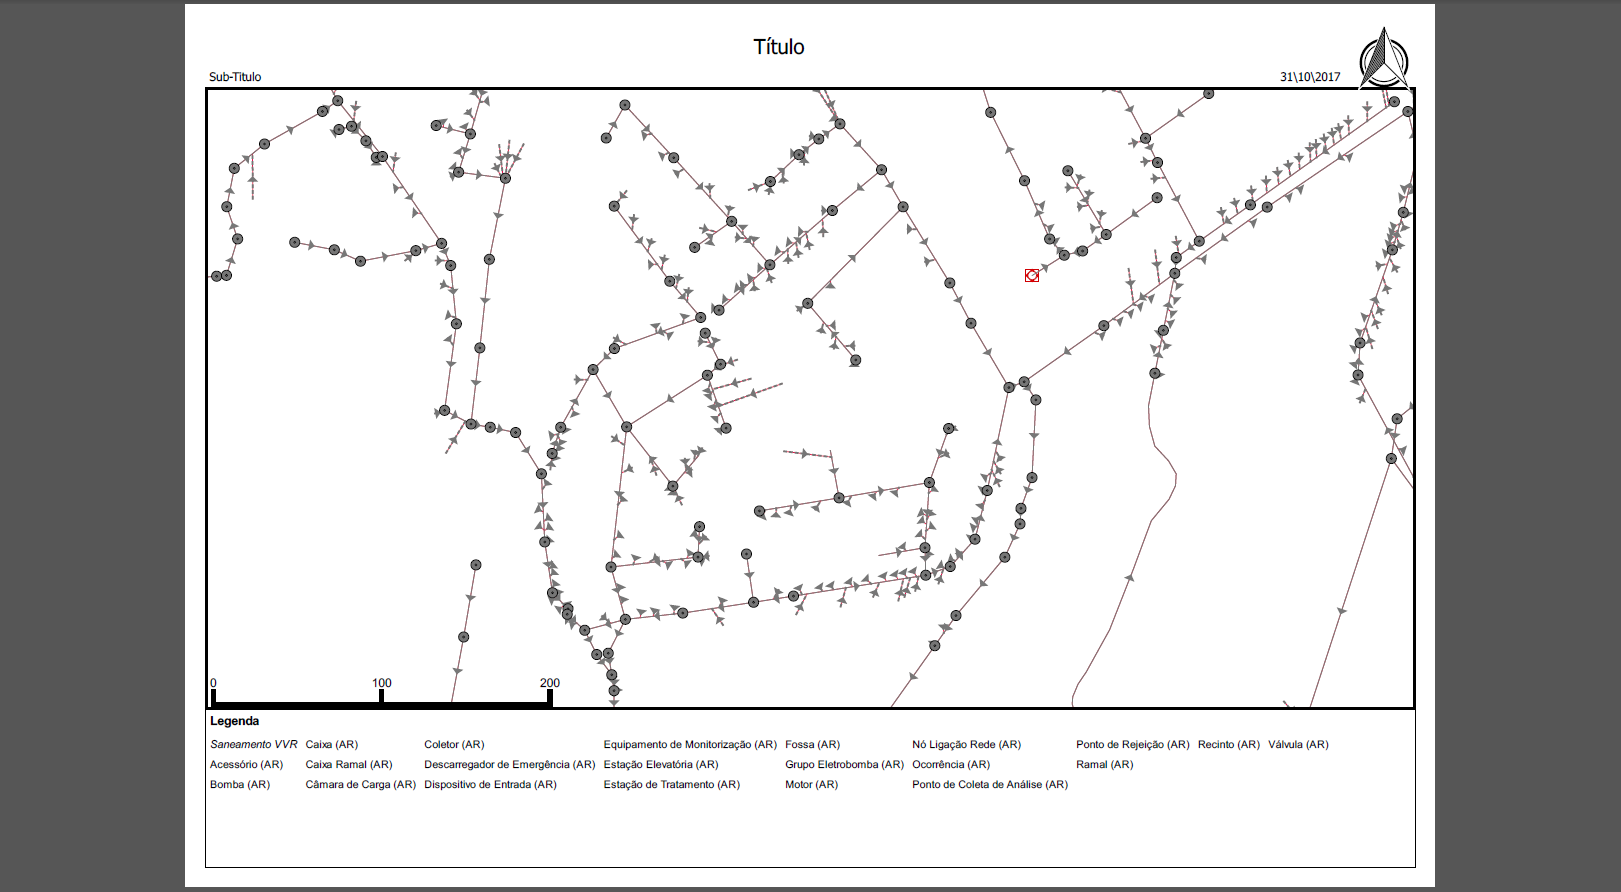 Título
Sub-Titulo
31\10\2017
0 100 200
Legenda
Saneamento VVR Caixa (AR) Coletor (AR) Equipamento de Monitorização (AR) Fossa (AR) Nó Ligação Rede (AR) Ponto de Rejeição (AR) Recinto (AR) Válvula (AR)
Acessório (AR) Caixa Ramal (AR) Descarregador de Emergência (AR) Estação Elevatória (AR) Grupo Eletrobomba (AR) Ocorrência (AR) Ramal (AR)
Bomba (AR) Câmara de Carga (AR) Dispositivo de Entrada (AR) Estação de Tratamento (AR) Motor (AR) Ponto de Coleta de Análise (AR)